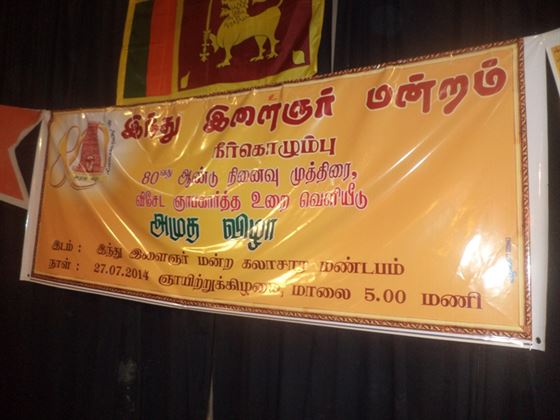 இந்து இளைஞர் மன்றம்
நீர்கொழும்பு
80வது ஆண்டு நினைவு முத்திரை,
விசேட ஞாபகார்த்த உறை வெளியீடு
அமுத விழா
இடம் : இந்து இளைஞர் மன்ற கலாசார மண்டபம்
நாள் : 27.07.2014 ஞாயிற்றுக்கிழமை, மாலை 5.00 மணி